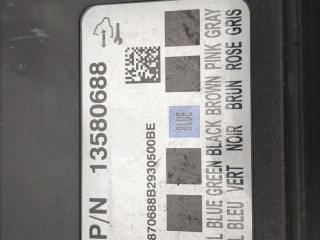 P/N 13580688
870688B2930500BE
BLUE
L BLUE GREEN BLACK BROWN PINK GRAY
L BLEU VERT NOIR BRUN ROSE GRIS